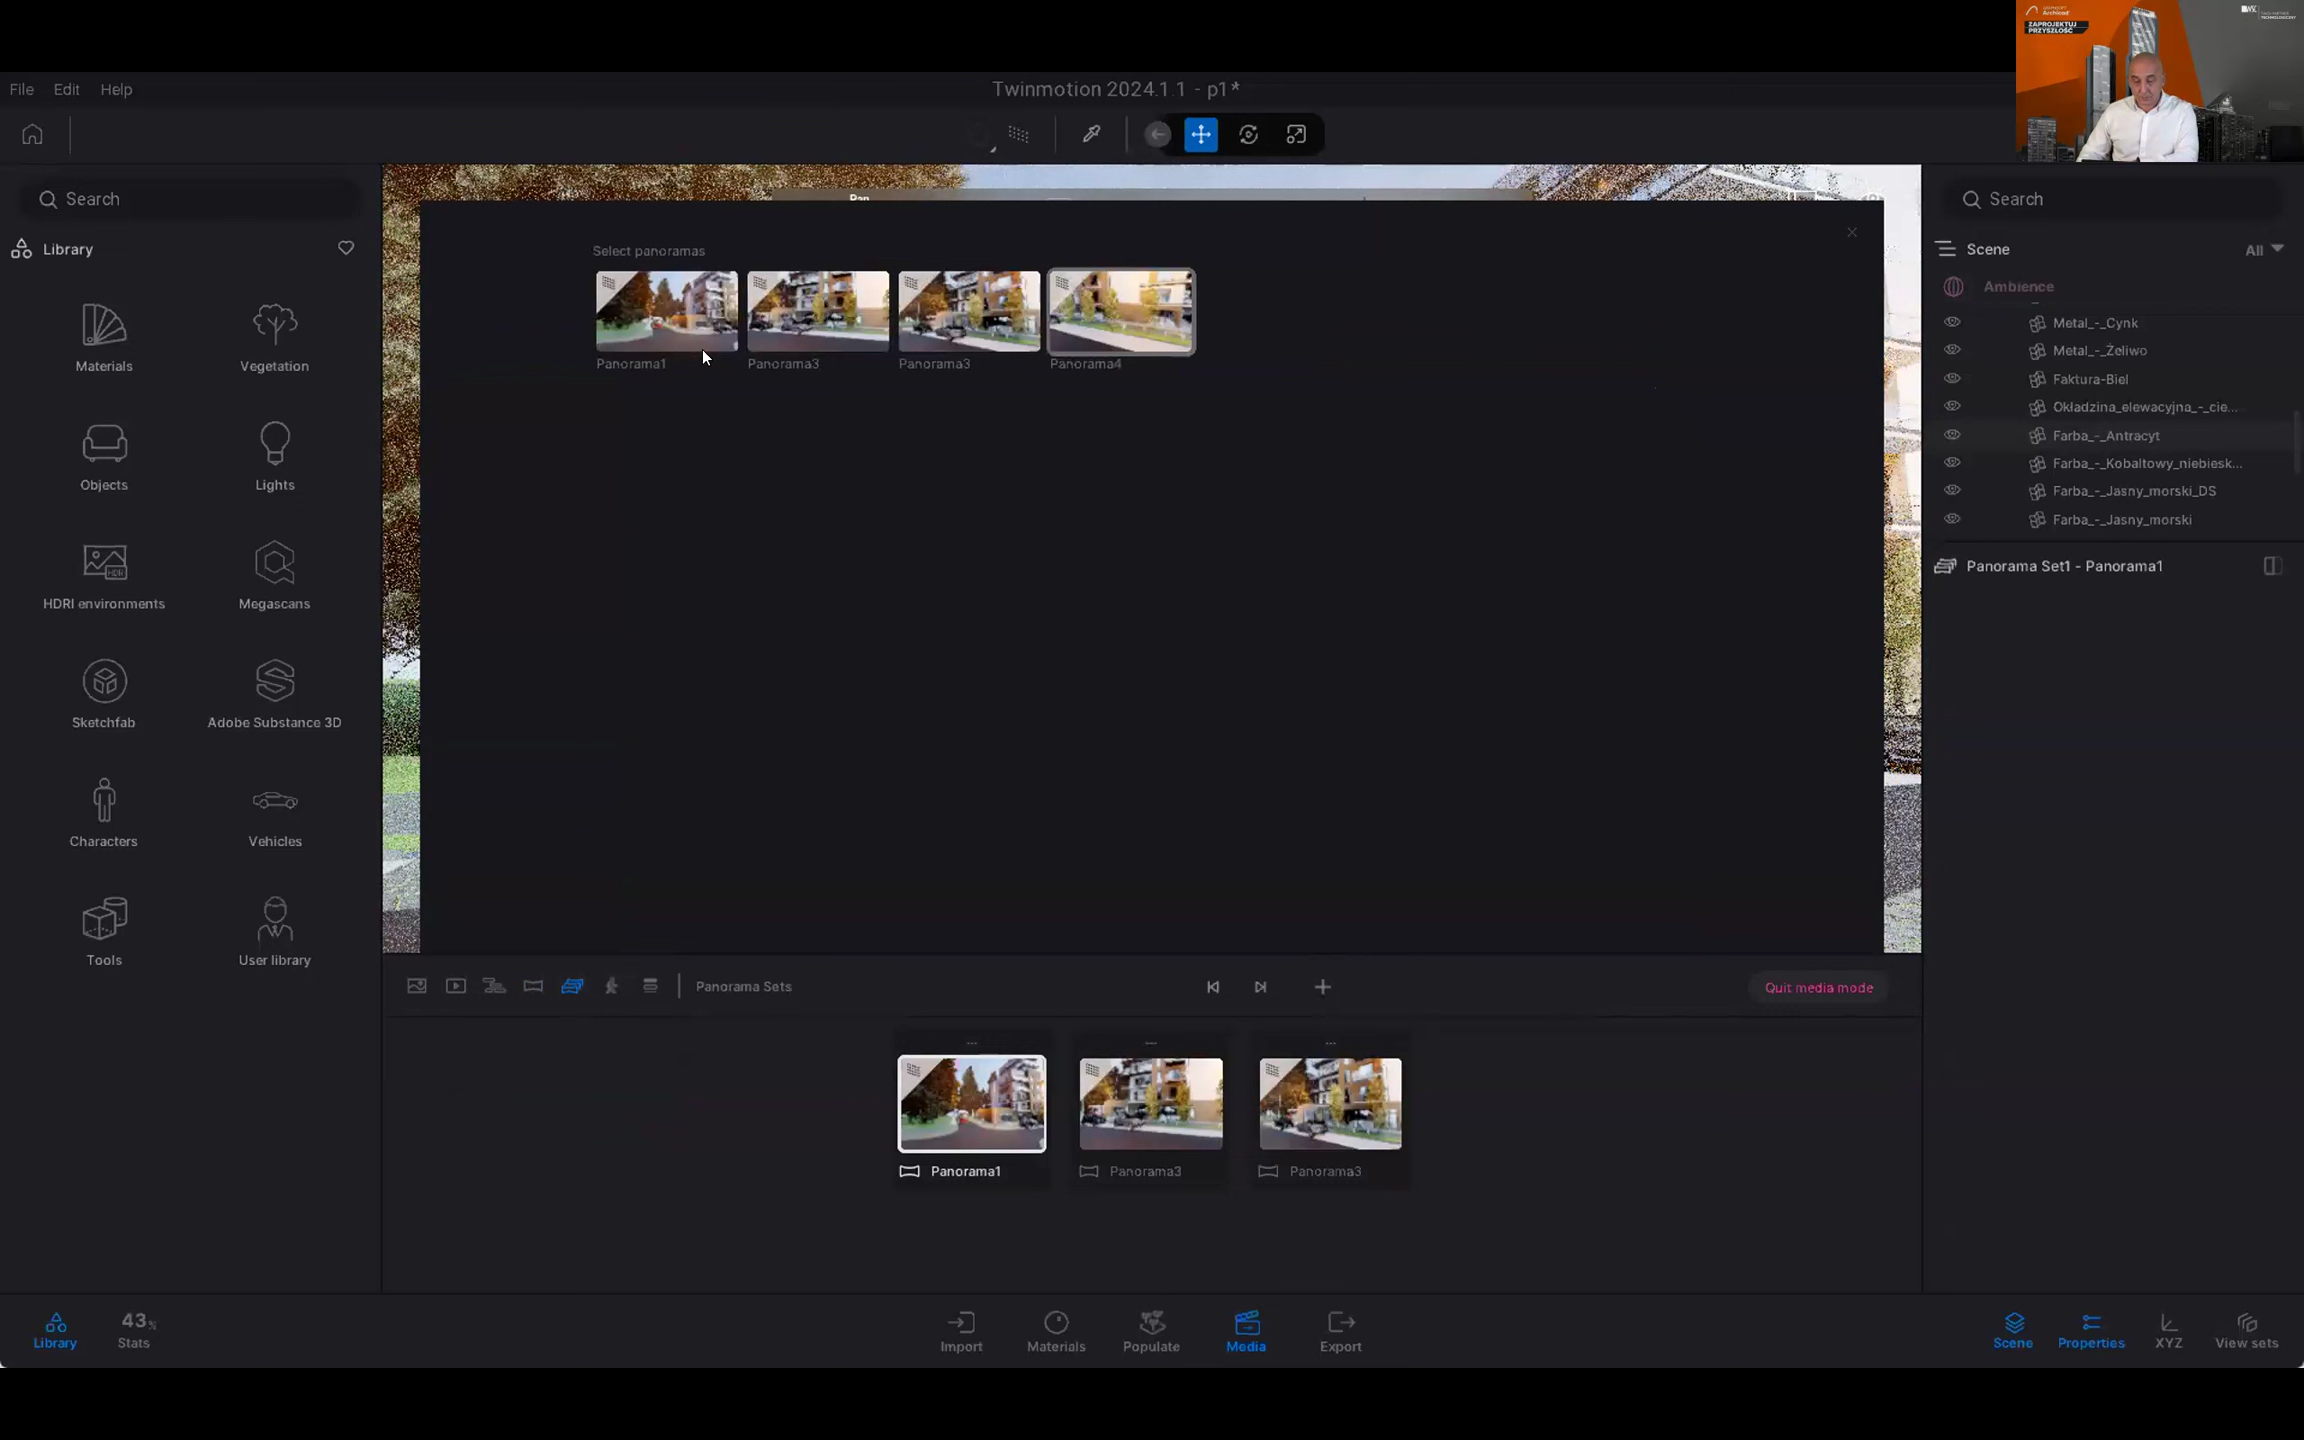 Archicad
ZAPROJEKTUJ
PRZYSZŁOŚĆ
File Edit Help
Twinmotion 2024.1.1 - p1*
Search
Library
Materials
Vegetation
Objects
Lights
HDRI environments
Megascans
Sketchfab
Adobe Substance 3D
Characters
Vehicles
Tools
User library
Pan
Select panoramas
Panorama1
Panorama3
Panorama3
Panorama4
Search
Scene
All
Ambience
Metal_-_Cynk
Metal_-_Żeliwo
Faktura-Biel
Okładzina_elewacyjna_-_cie...
Farba_-_Antracyt
Farba_-_Kobaltowy_niebiesk...
Farba_-_Jasny_morski_DS
Farba_-_Jasny_morski
Panorama Set1 - Panorama1
Panorama Sets
Quit media mode
Panorama1
Panorama3
Panorama3
Library
43%
Stats
Import
Materials
Populate
Media
Export
Scene
Properties
XYZ
View sets